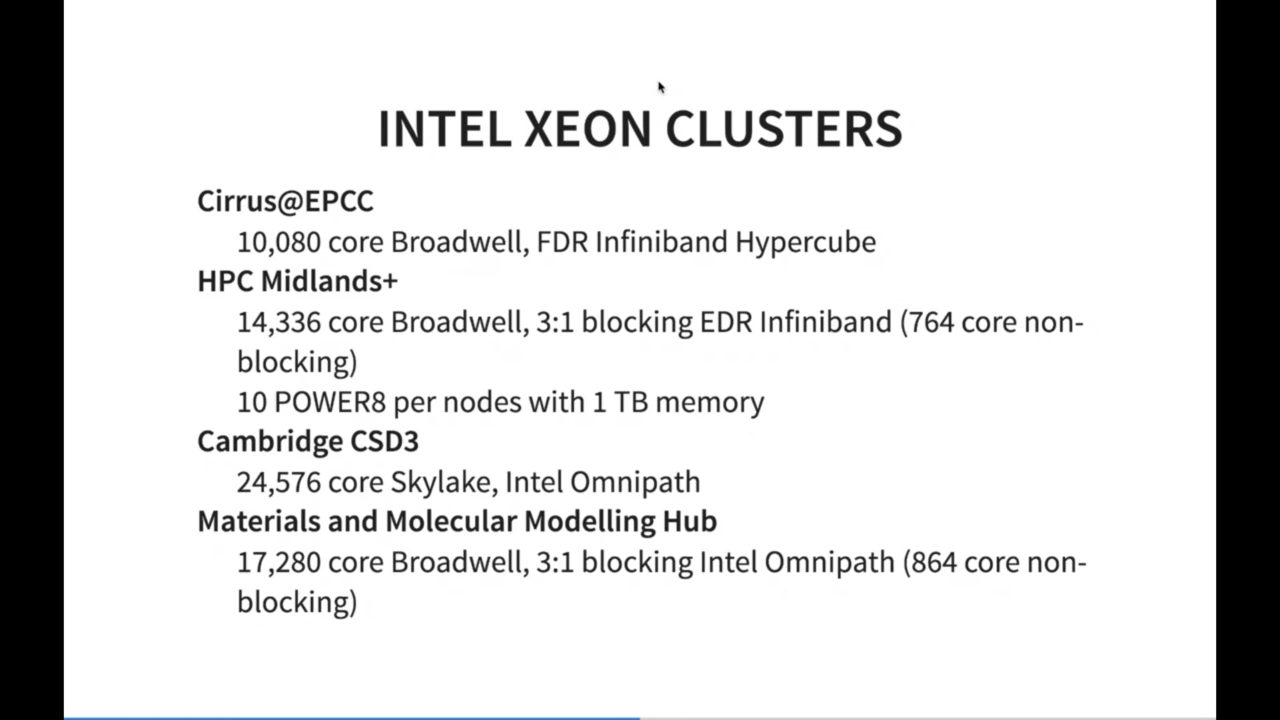 INTEL XEON CLUSTERS
Cirrus@EPCC
10,080 core Broadwell, FDR Infiniband Hypercube
HPC Midlands+
14,336 core Broadwell, 3:1 blocking EDR Infiniband (764 core non-
blocking)
10 POWER8 per nodes with 1 TB memory
Cambridge CSD3
24,576 core Skylake, Intel Omnipath
Materials and Molecular Modelling Hub
17,280 core Broadwell, 3:1 blocking Intel Omnipath (864 core non-
blocking)